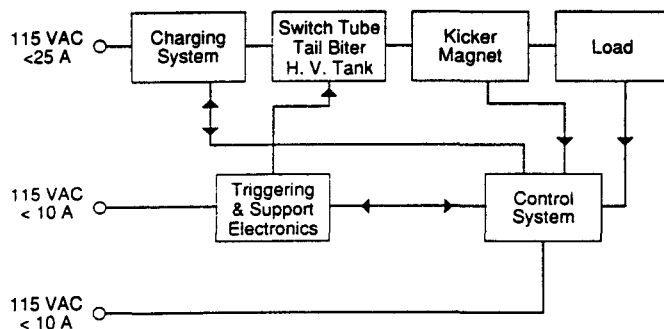 115 VAC
<25 A
Charging
System
Switch Tube
Tail Biter
H. V. Tank
Kicker
Magnet
Load
115 VAC
< 10 A
Triggering
& Support
Electronics
Control
System
115 VAC
< 10 A